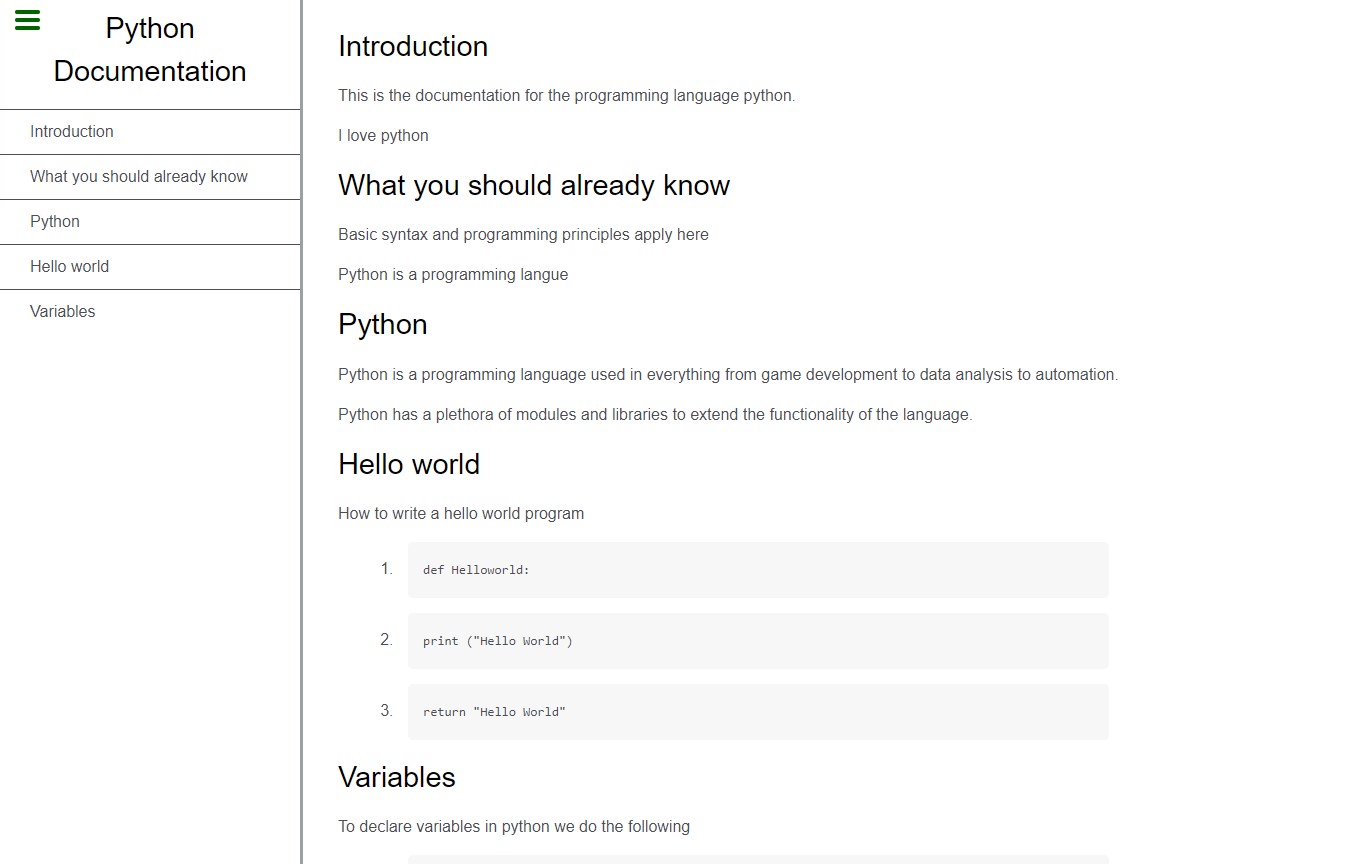 Python
Documentation
Introduction
What you should already know
Python
Hello world
Variables
Introduction
This is the documentation for the programming language python.
I love python
What you should already know
Basic syntax and programming principles apply here
Python is a programming langue
Python
Python is a programming language used in everything from game development to data analysis to automation.
Python has a plethora of modules and libraries to extend the functionality of the language.
Hello world
How to write a hello world program
1. def Helloworld:
2. print ("Hello World")
3. return "Hello World"
Variables
To declare variables in python we do the following